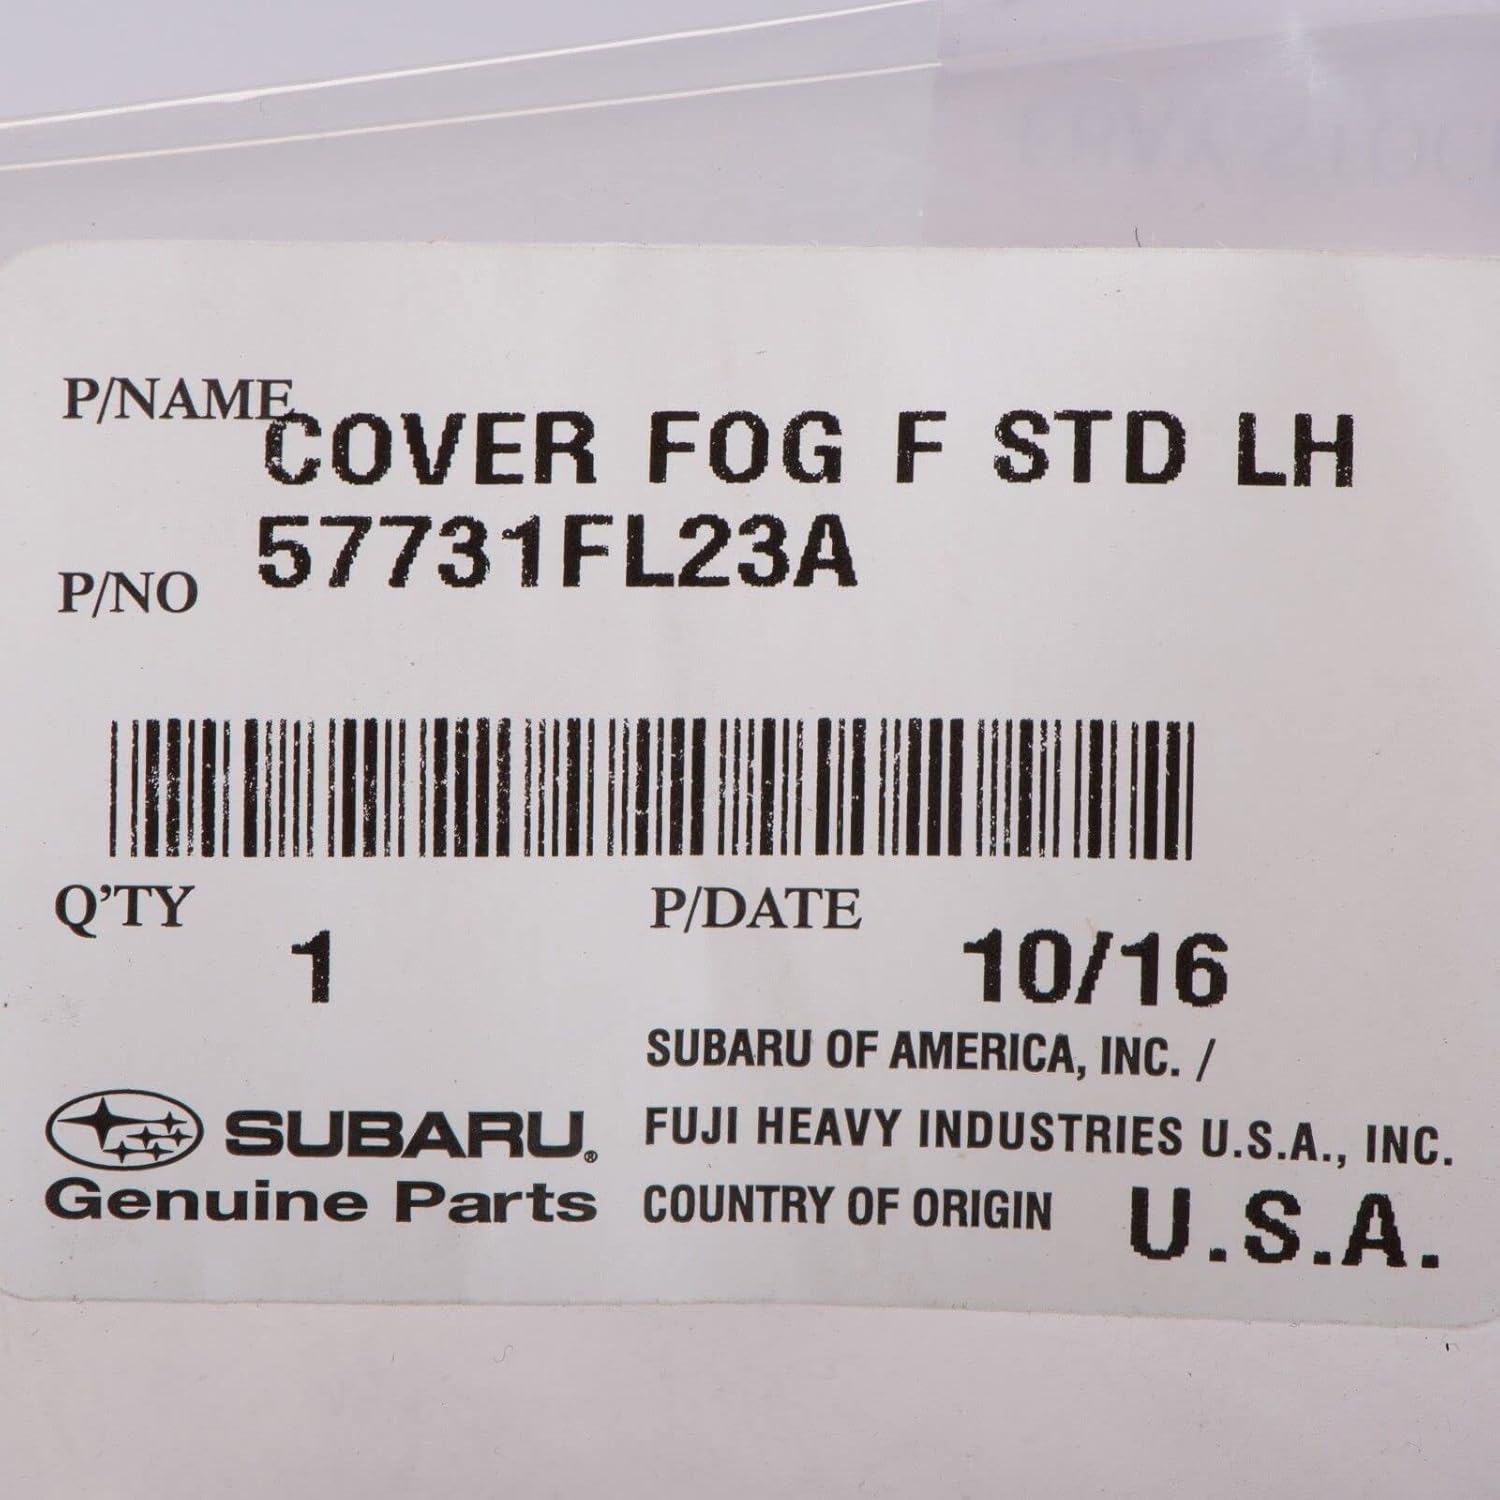 P/NAME COVER FOG F STD LH
P/NO 57731FL23A
Q'TY 1 P/DATE 10/16
SUBARU OF AMERICA, INC. /
SUBARU® FUJI HEAVY INDUSTRIES U.S.A., INC.
Genuine Parts COUNTRY OF ORIGIN U.S.A.